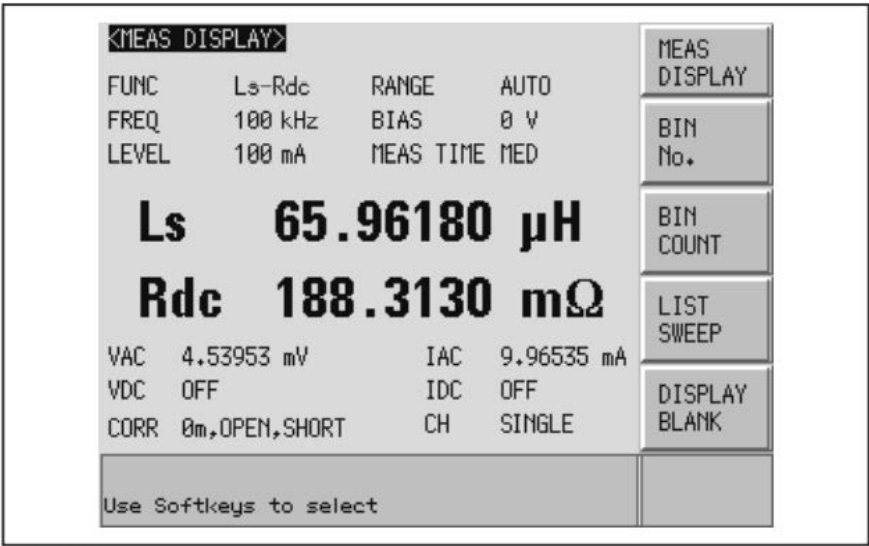 <MEAS DISPLAY>
FUNC Ls-Rdc RANGE AUTO
FREQ 100 kHz BIAS 0 V
LEVEL 100 mA MEAS TIME MED
Ls 65.96180 µH
Rdc 188.3130 mΩ
VAC 4.53953 mV IAC 9.96535 mA
VDC OFF IDC OFF
CORR 0m,OPEN,SHORT CH SINGLE
Use Softkeys to select
MEAS
DISPLAY
BIN
No.
BIN
COUNT
LIST
SWEEP
DISPLAY
BLANK